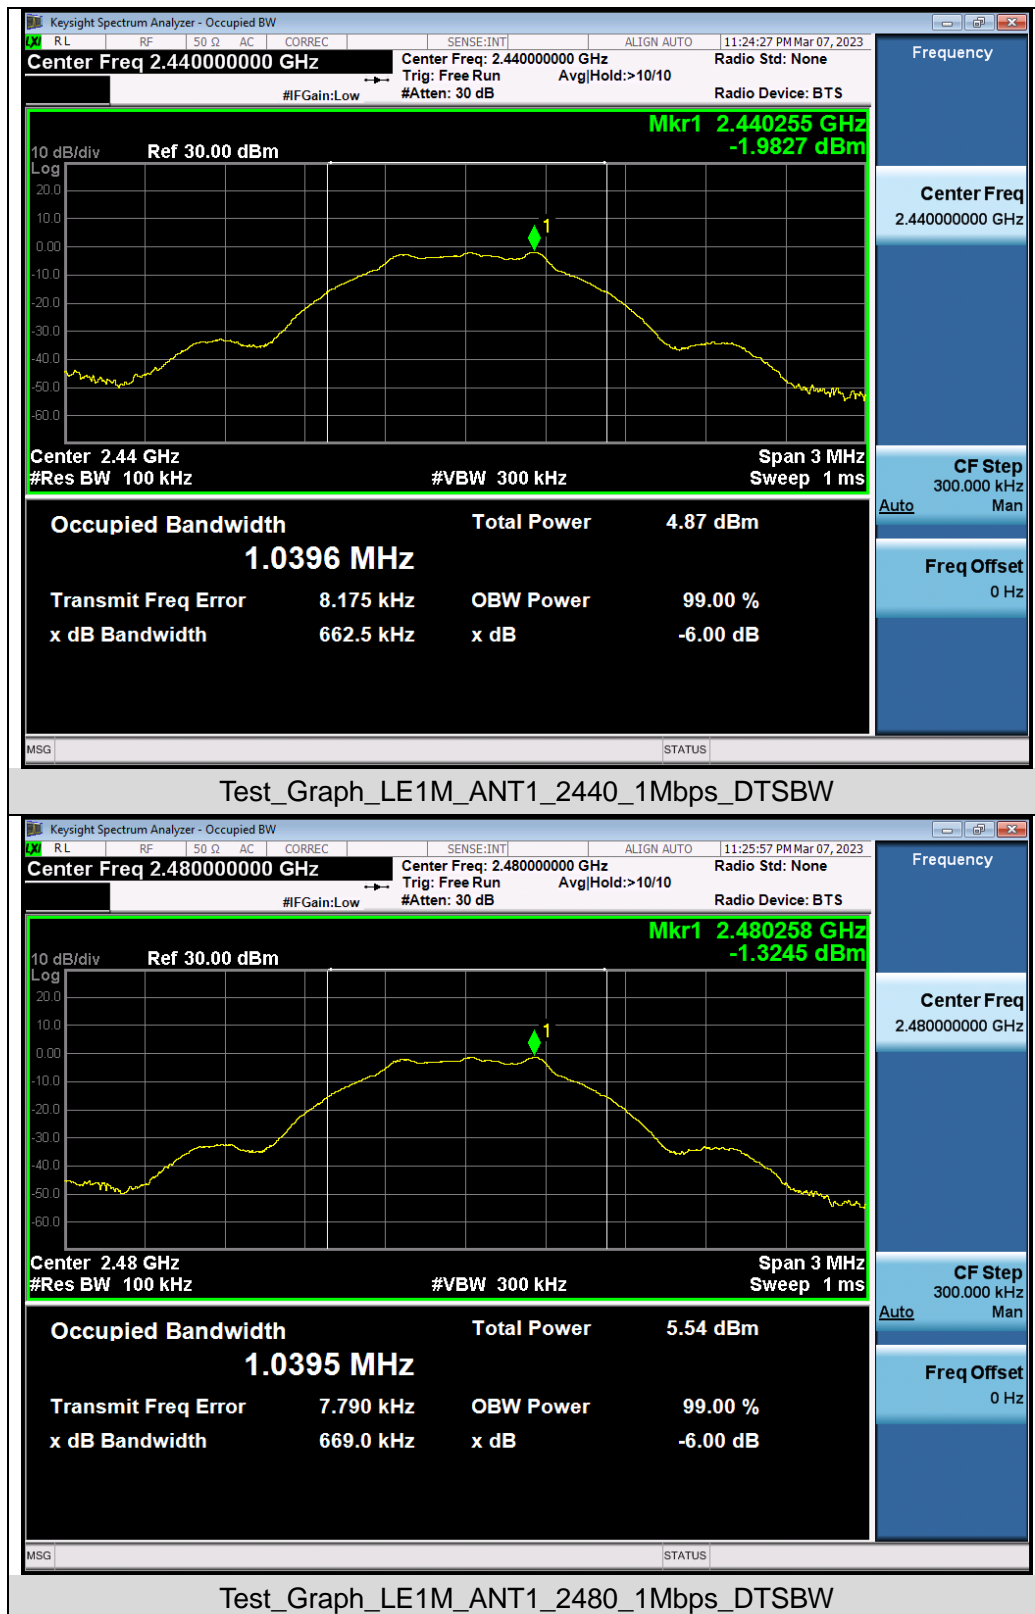 Keysight Spectrum Analyzer - Occupied BW
LXI RL RF 50 Ω AC CORREC SENSE:INT ALIGN AUTO 11:24:27 PM Mar 07, 2023
Center Freq 2.440000000 GHz Center Freq: 2.440000000 GHz Radio Std: None
Trig: Free Run Avg|Hold:>10/10
#IFGain:Low #Atten: 30 dB Radio Device: BTS
Frequency
Mkr1 2.440255 GHz
-1.9827 dBm
10 dB/div Ref 30.00 dBm
Log
20.0
10.0
0.00
-10.0
-20.0
-30.0
-40.0
-50.0
-60.0
1
Center 2.44 GHz Span 3 MHz
#Res BW 100 kHz #VBW 300 kHz Sweep 1 ms
Center Freq
2.440000000 GHz
CF Step
300.000 kHz
Auto Man
Freq Offset
0 Hz
Occupied Bandwidth Total Power 4.87 dBm
1.0396 MHz
Transmit Freq Error 8.175 kHz OBW Power 99.00 %
x dB Bandwidth 662.5 kHz x dB -6.00 dB
MSG STATUS
Test_Graph_LE1M_ANT1_2440_1Mbps_DTSBW
Keysight Spectrum Analyzer - Occupied BW
LXI RL RF 50 Ω AC CORREC SENSE:INT ALIGN AUTO 11:25:57 PM Mar 07, 2023
Center Freq 2.480000000 GHz Center Freq: 2.480000000 GHz Radio Std: None
Trig: Free Run Avg|Hold:>10/10
#IFGain:Low #Atten: 30 dB Radio Device: BTS
Frequency
Mkr1 2.480258 GHz
-1.3245 dBm
10 dB/div Ref 30.00 dBm
Log
20.0
10.0
0.00
-10.0
-20.0
-30.0
-40.0
-50.0
-60.0
1
Center 2.48 GHz Span 3 MHz
#Res BW 100 kHz #VBW 300 kHz Sweep 1 ms
Center Freq
2.480000000 GHz
CF Step
300.000 kHz
Auto Man
Freq Offset
0 Hz
Occupied Bandwidth Total Power 5.54 dBm
1.0395 MHz
Transmit Freq Error 7.790 kHz OBW Power 99.00 %
x dB Bandwidth 669.0 kHz x dB -6.00 dB
MSG STATUS
Test_Graph_LE1M_ANT1_2480_1Mbps_DTSBW